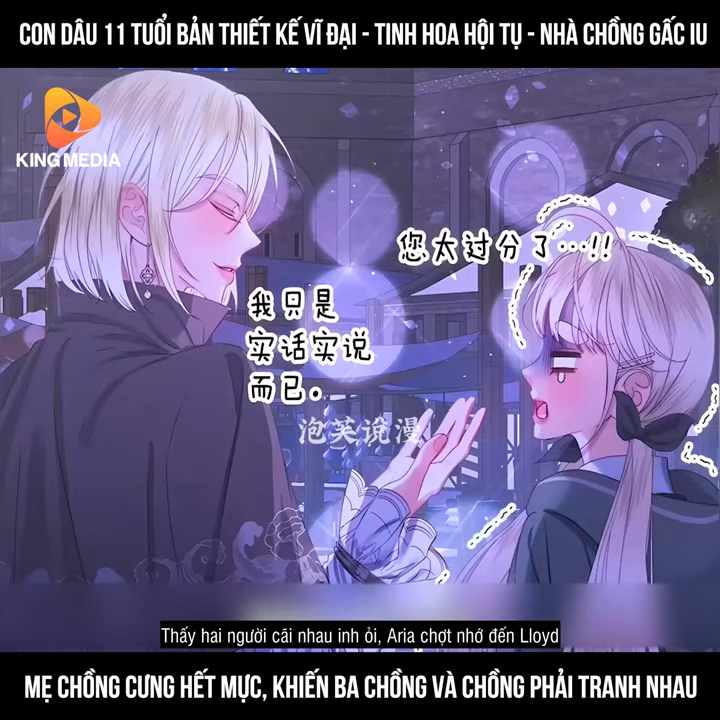 CON DÂU 11 TUỔI BẢN THIẾT KẾ VĨ ĐẠI - TINH HOA HỘI TỤ - NHÀ CHỒNG GẤC IU
KING MEDIA
您太过分了...!!
我只是
实话实说
而已。
泡芙说漫
Thấy hai người cãi nhau inh ỏi, Aria chợt nhớ đến Lloyd
MẸ CHỒNG CƯNG HẾT MỰC, KHIẾN BA CHỒNG VÀ CHỒNG PHẢI TRANH NHAU